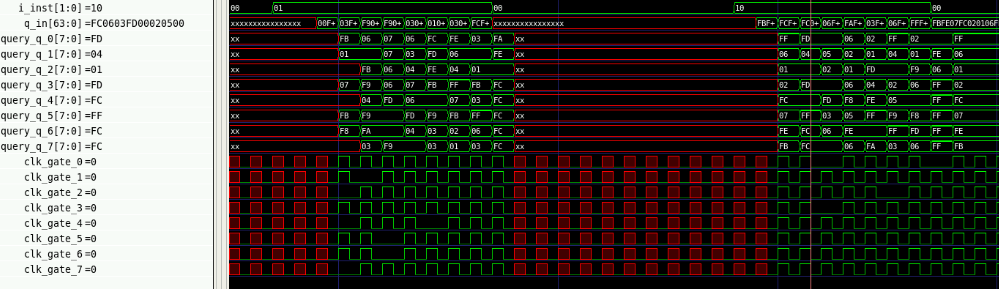 i_inst[1:0]=10 00 01 00 10 00
q_in[63:0]=FC0603FD00020500 xxxxxxxxxxxxxxxx 00F+ 03F+ F90+ F90+ 030+ 010+ 030+ FCF+ xxxxxxxxxxxxxxxx FBF+ FCF+ FC0+ 06F+ FAF+ 03F+ 06F+ FFF+ FBFE07FC020106F
query_q_0[7:0]=FD xx FB 06 07 06 FC FE 03 FA xx FF FD 06 02 FF 02 FF
query_q_1[7:0]=04 xx 01 07 03 FD 06 FE xx 06 04 05 02 01 04 01 FE 06
query_q_2[7:0]=01 xx FB 06 04 FE 04 01 xx 01 02 01 FD F9 06 01
query_q_3[7:0]=FD xx 07 F9 06 07 FB FF FB FC xx 02 FD 06 04 02 06 FF 02
query_q_4[7:0]=FC xx 04 FD 06 07 03 FC xx FC FD F8 FE 05 FF FC
query_q_5[7:0]=FF xx FB F9 FD F9 FB FF FC xx 07 FF 03 05 FF F9 F8 FF 07
query_q_6[7:0]=FC xx F8 FA 04 03 02 06 FC xx FE FC 06 FE FF FD FF FE
query_q_7[7:0]=FC xx 03 F9 03 01 03 FC xx FB FC 06 FA 03 06 FF FB
clk_gate_0=0
clk_gate_1=0
clk_gate_2=0
clk_gate_3=0
clk_gate_4=0
clk_gate_5=0
clk_gate_6=0
clk_gate_7=0